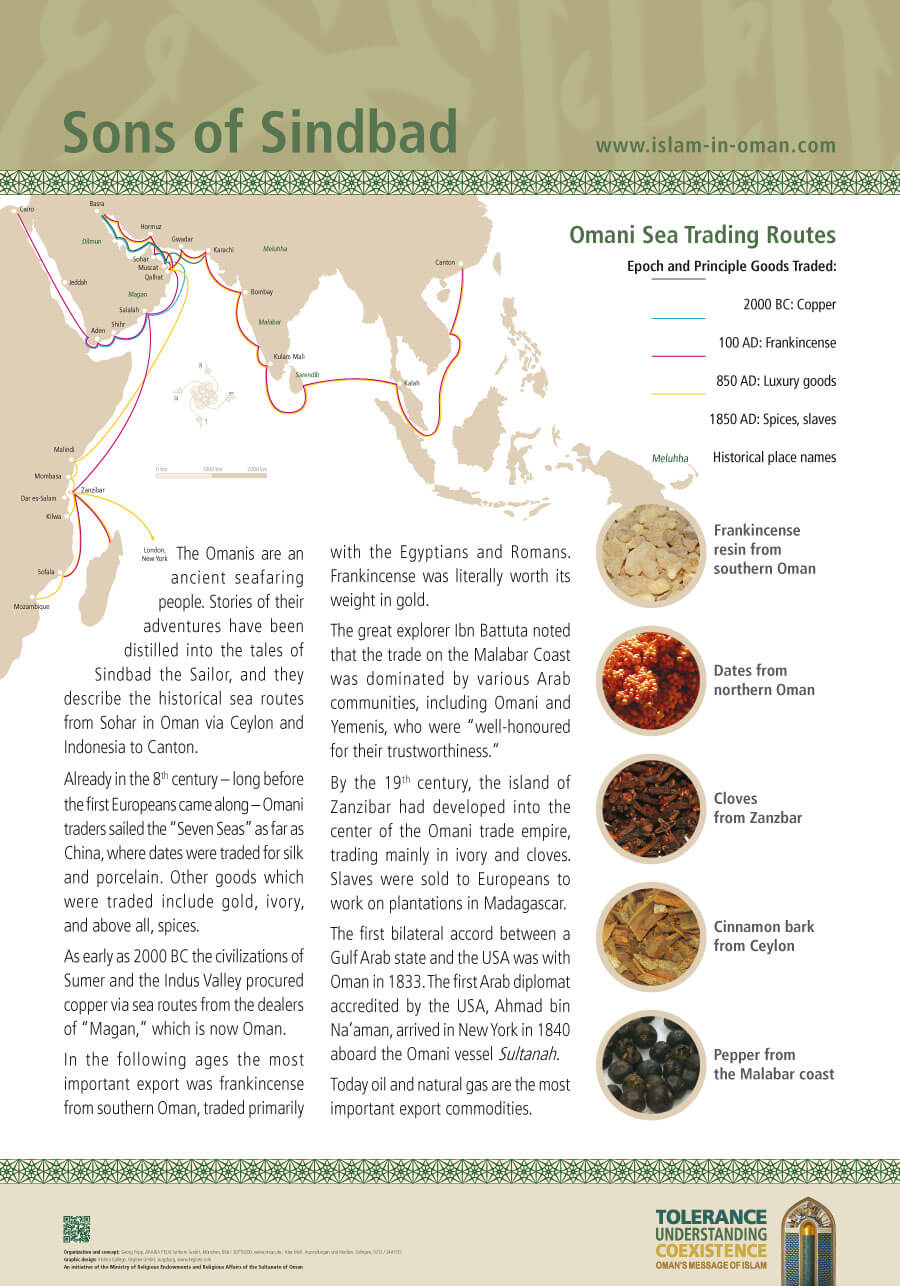 Sons of Sindbad
www.islam-in-oman.com
Cairo
Basra
Dilmun
Hormuz
Gwadar
Karachi
Meluhha
Sohar
Muscat
Qalhat
Jeddah
Magan
Salalah
Shihr
Aden
Bombay
Malabar
Kulam Mali
Sarendib
Kalah
Canton
Malindi
Mombasa
Zanzibar
Dar es-Salam
Kilwa
Sofala
Mozambique
London,
New York
0 km 1000 km 2000 km
Omani Sea Trading Routes
Epoch and Principle Goods Traded:
2000 BC: Copper
100 AD: Frankincense
850 AD: Luxury goods
1850 AD: Spices, slaves
Meluhha Historical place names
The Omanis are an
ancient seafaring
people. Stories of their
adventures have been
distilled into the tales of
Sindbad the Sailor, and they
describe the historical sea routes
from Sohar in Oman via Ceylon and
Indonesia to Canton.
Already in the 8th century – long before
the first Europeans came along – Omani
traders sailed the “Seven Seas” as far as
China, where dates were traded for silk
and porcelain. Other goods which
were traded include gold, ivory,
and above all, spices.
As early as 2000 BC the civilizations of
Sumer and the Indus Valley procured
copper via sea routes from the dealers
of “Magan,” which is now Oman.
In the following ages the most
important export was frankincense
from southern Oman, traded primarily
with the Egyptians and Romans.
Frankincense was literally worth its
weight in gold.
The great explorer Ibn Battuta noted
that the trade on the Malabar Coast
was dominated by various Arab
communities, including Omani and
Yemenis, who were “well-honoured
for their trustworthiness.“
By the 19th century, the island of
Zanzibar had developed into the
center of the Omani trade empire,
trading mainly in ivory and cloves.
Slaves were sold to Europeans to
work on plantations in Madagascar.
The first bilateral accord between a
Gulf Arab state and the USA was with
Oman in 1833. The first Arab diplomat
accredited by the USA, Ahmad bin
Na’aman, arrived in New York in 1840
aboard the Omani vessel Sultanah.
Today oil and natural gas are the most
important export commodities.
Frankincense
resin from
southern Oman
Dates from
northern Oman
Cloves
from Zanzbar
Cinnamon bark
from Ceylon
Pepper from
the Malabar coast
Organization and concept:
Graphic design:
An initiative of the Ministry of Religious Endowments and Religious Affairs of the Sultanate of Oman
TOLERANCE
UNDERSTANDING
COEXISTENCE
OMAN'S MESSAGE OF ISLAM